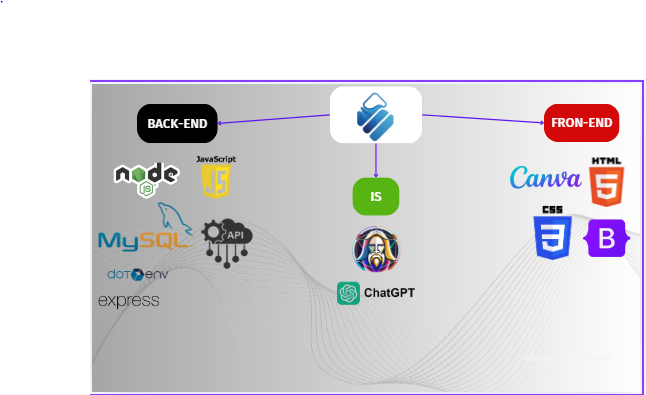 BACK-END
FRON-END
node
JS
JavaScript
JS
IS
Canva
HTML
5
MySQL
API
CSS
3
B
dotenv
express
ChatGPT